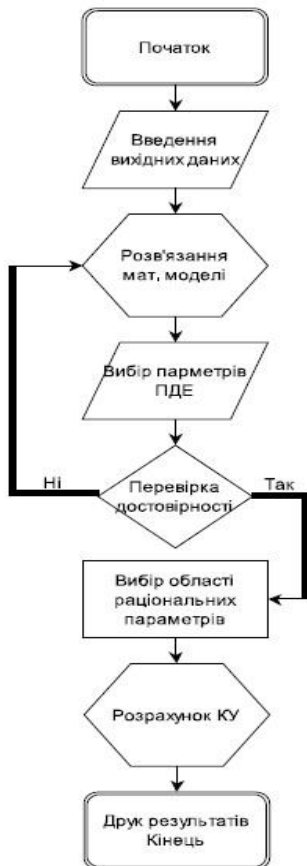 Початок
Введення
вихідних даних
Розв'язання
мат, моделі
Вибір парметрів
ПДЕ
Ні
Перевірка
достовірності
Так
Вибір області
раціональних
параметрів
Розрахунок КУ
Друк результатів
Кінець